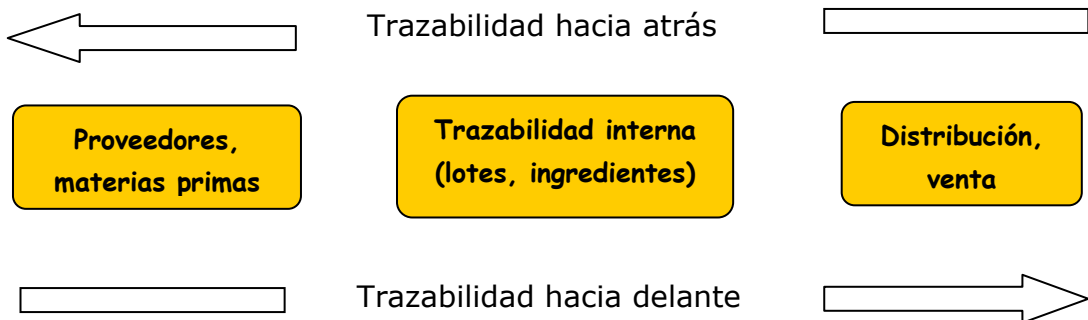 Trazabilidad hacia atrás
Proveedores,
materias primas
Trazabilidad interna
(lotes, ingredientes)
Distribución,
venta
Trazabilidad hacia delante